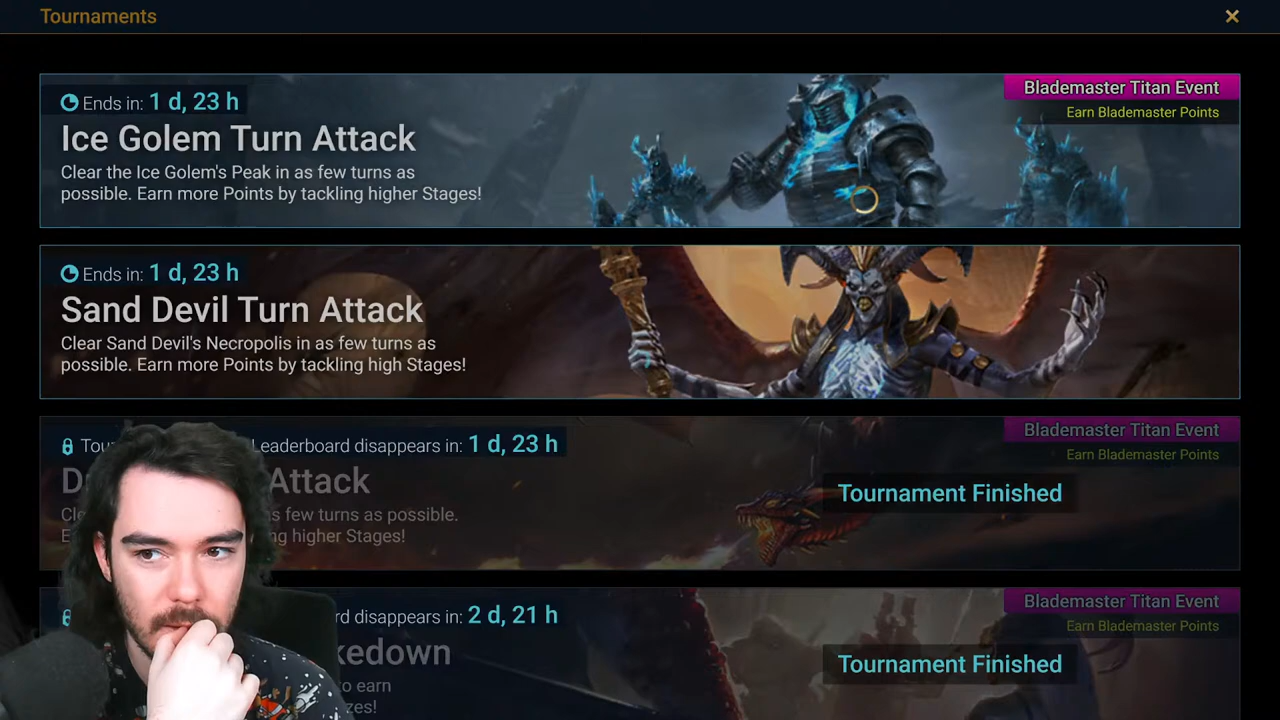 Tournaments
Ends in: 1 d, 23 h
Blademaster Titan Event
Earn Blademaster Points
Ice Golem Turn Attack
Clear the Ice Golem's Peak in as few turns as
possible. Earn more Points by tackling higher Stages!
Ends in: 1 d, 23 h
Sand Devil Turn Attack
Clear Sand Devil's Necropolis in as few turns as
possible. Earn more Points by tackling high Stages!
Leaderboard disappears in: 1 d, 23 h
Blademaster Titan Event
Earn Blademaster Points
Attack
Tournament Finished
few turns as possible.
higher Stages!
disappears in: 2 d, 21 h
Blademaster Titan Event
Earn Blademaster Points
Tournament Finished
to earn